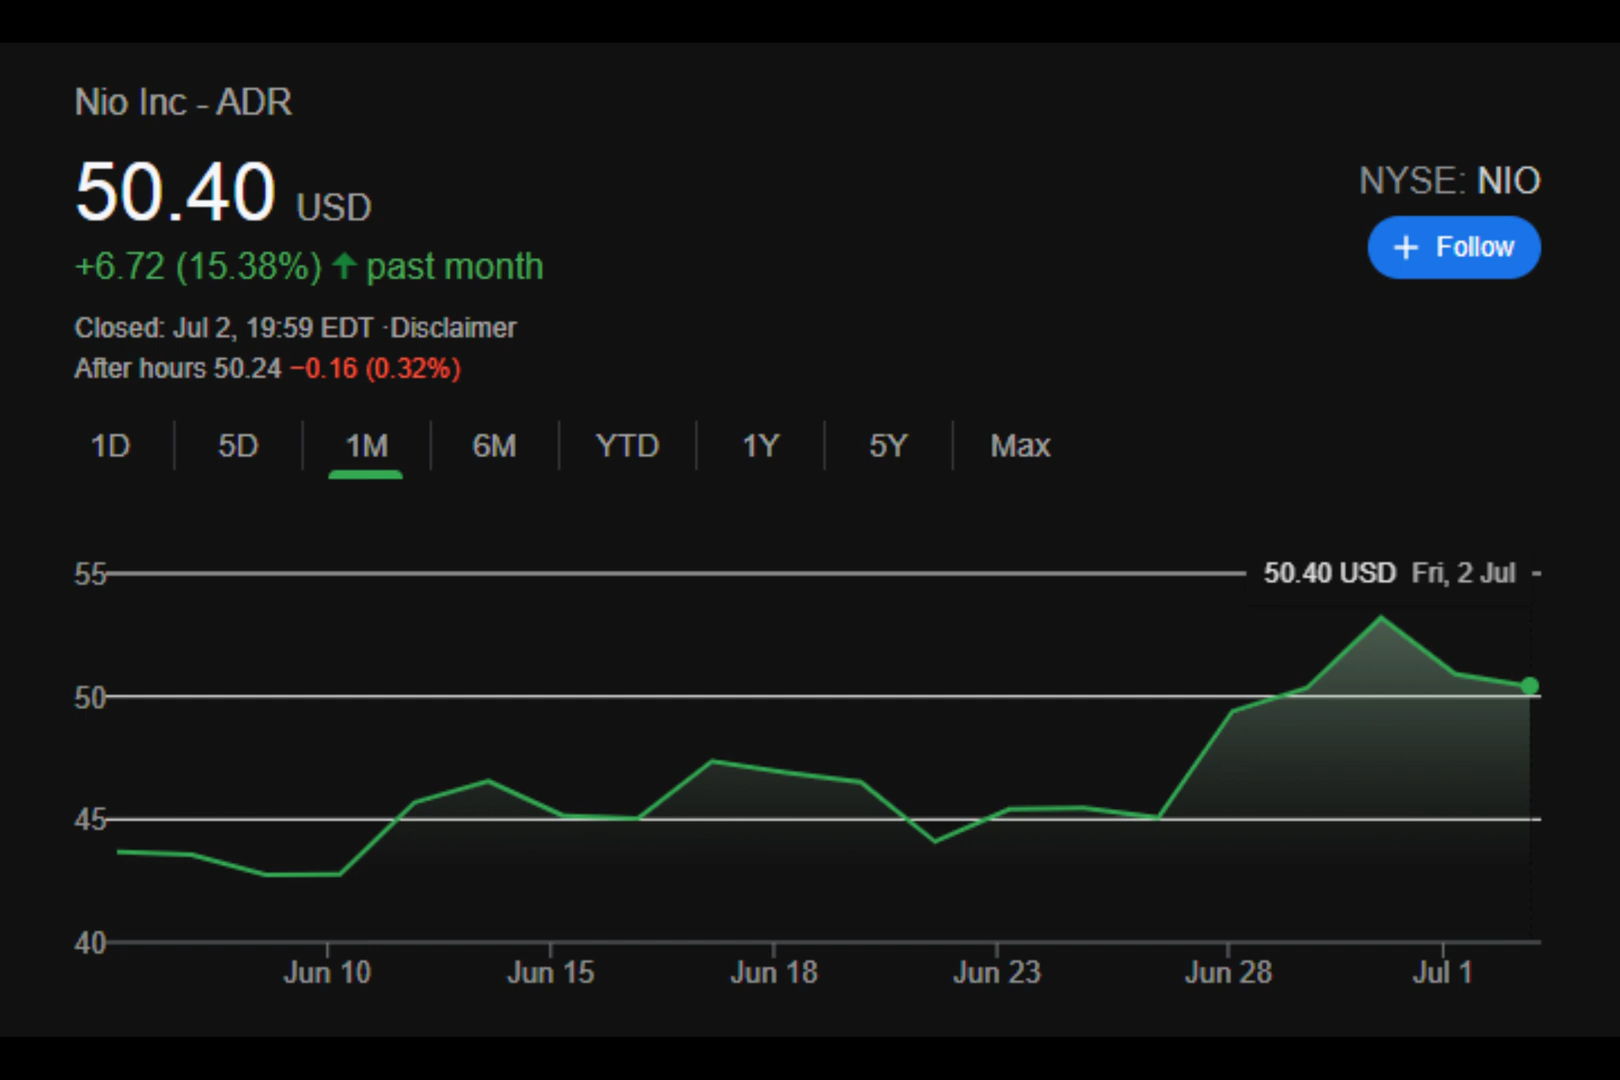 Nio Inc - ADR
50.40 USD
NYSE: NIO
+6.72 (15.38%) ↑ past month
+ Follow
Closed: Jul 2, 19:59 EDT ·Disclaimer
After hours 50.24 −0.16 (0.32%)
1D 5D 1M 6M YTD 1Y 5Y Max
55
50.40 USD Fri, 2 Jul
50
45
40
Jun 10 Jun 15 Jun 18 Jun 23 Jun 28 Jul 1